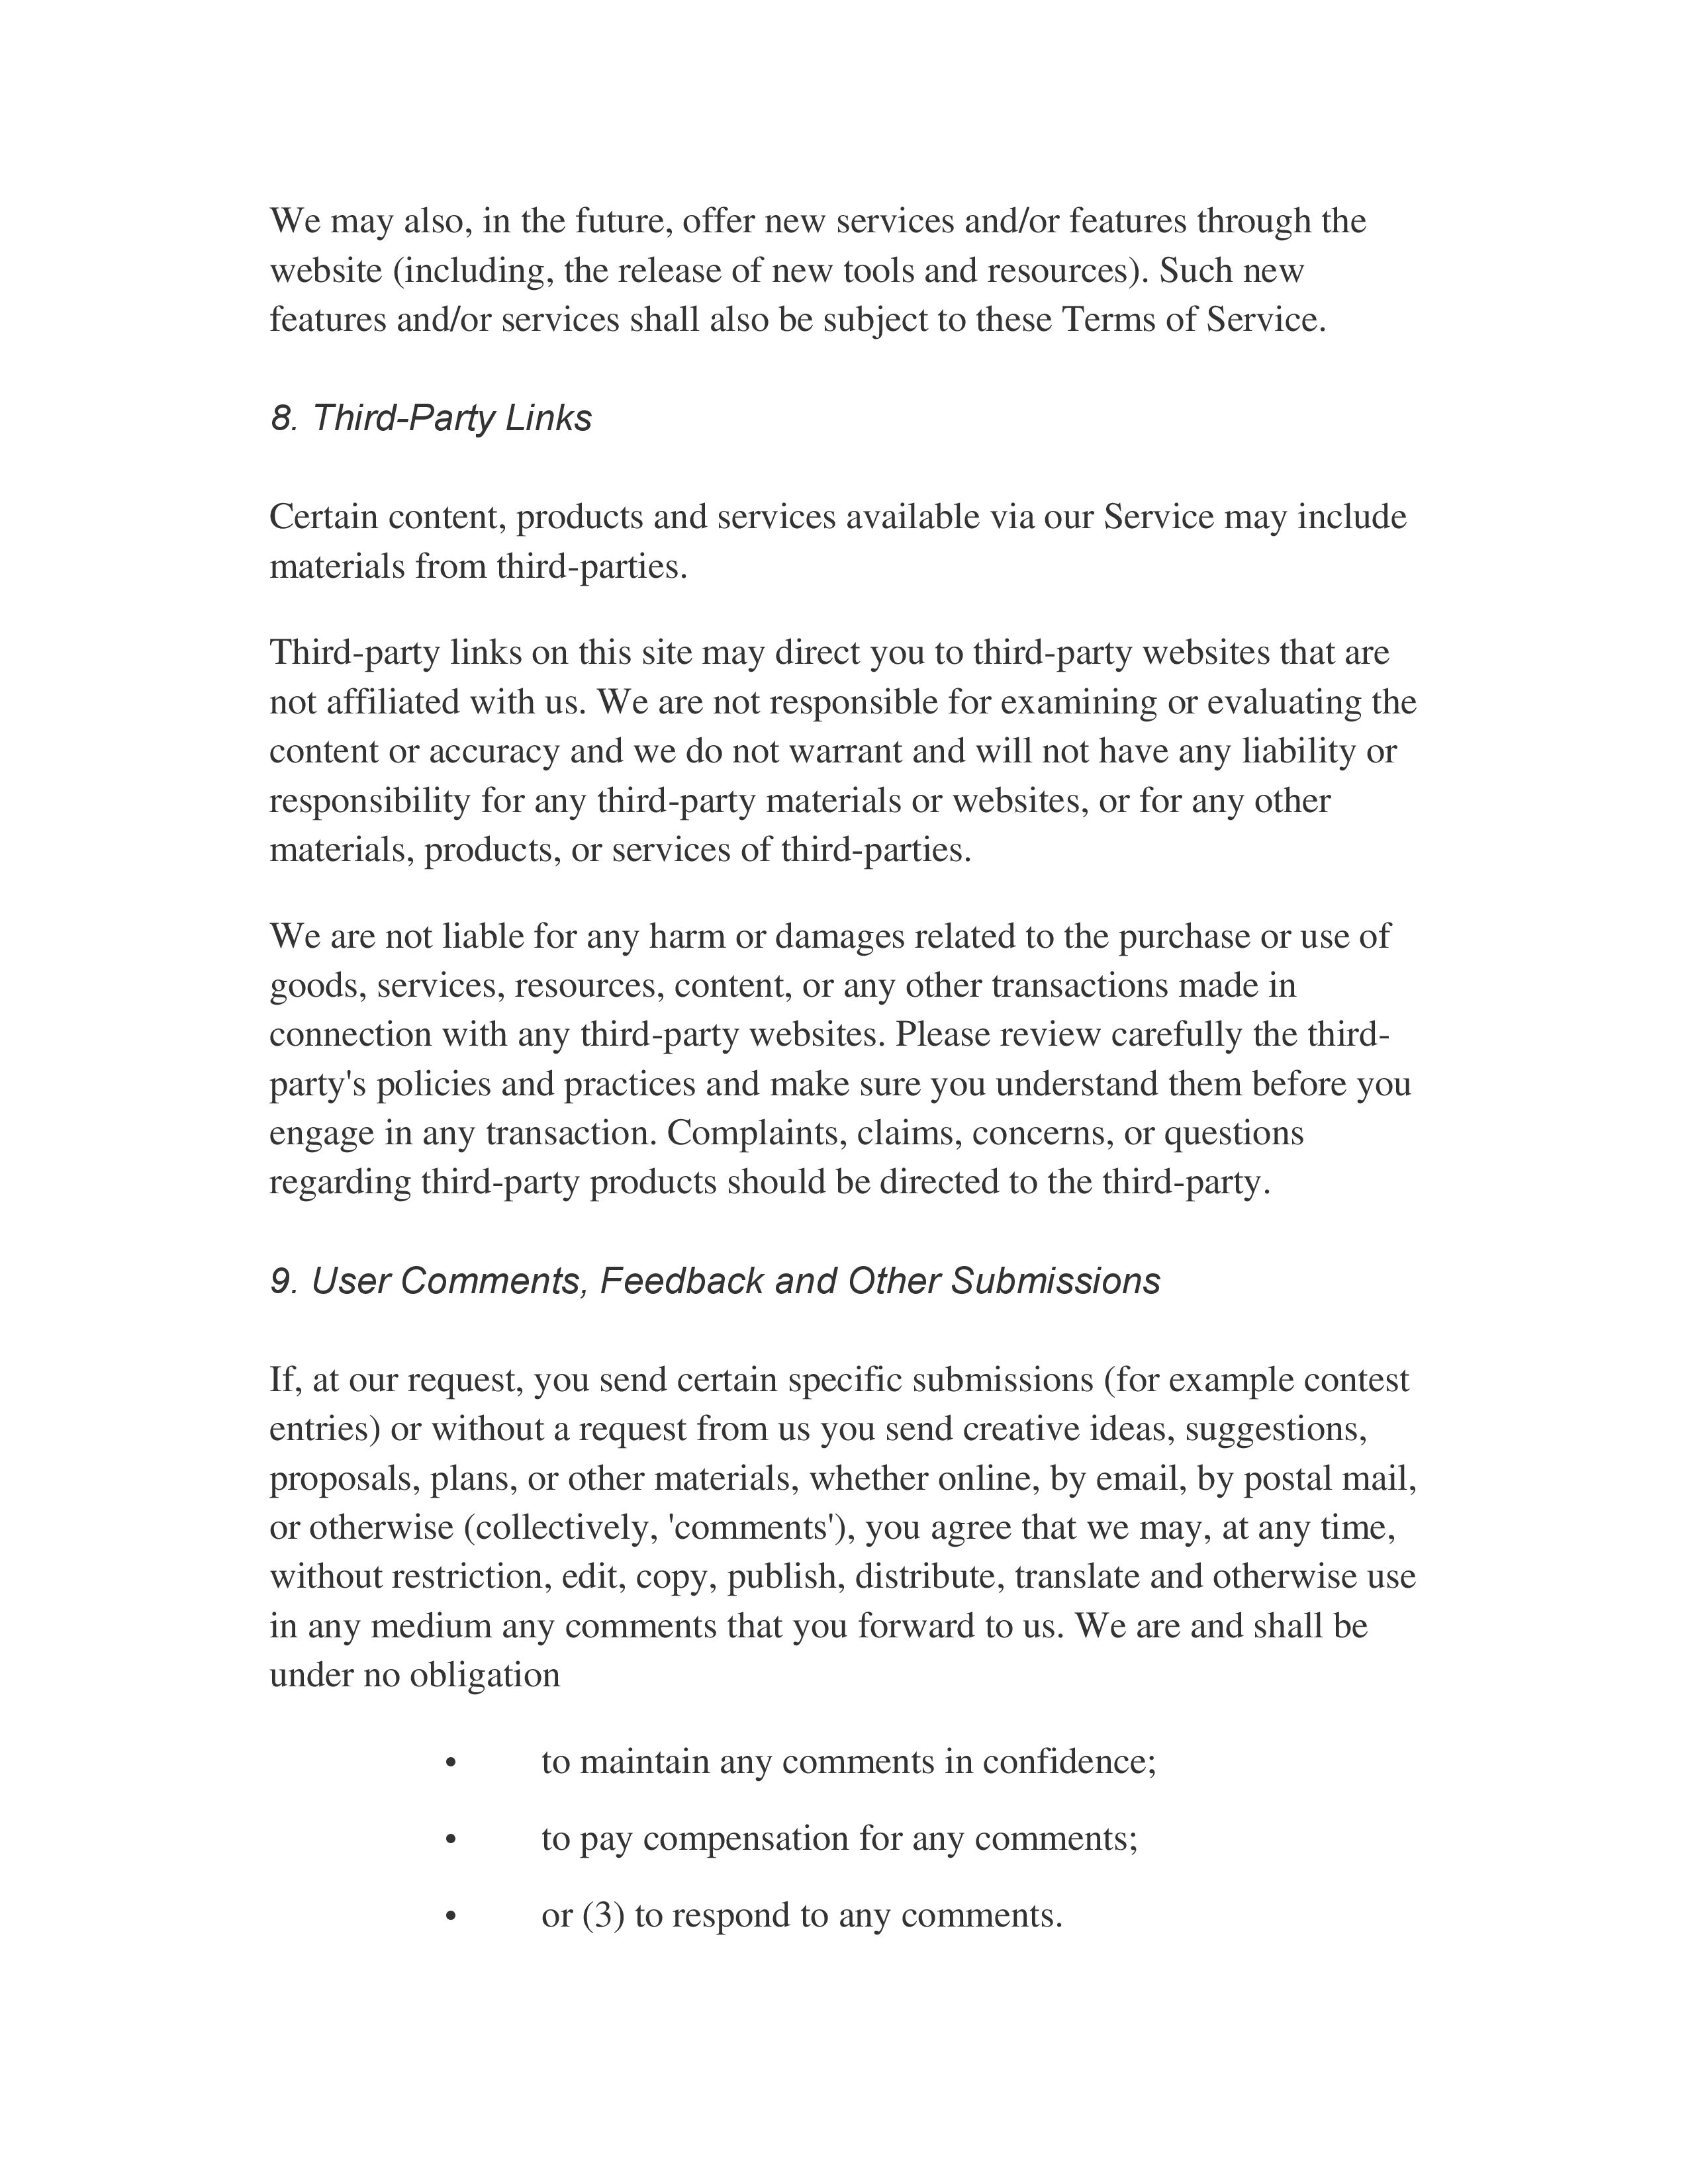 We may also, in the future, offer new services and/or features through the
website (including, the release of new tools and resources). Such new
features and/or services shall also be subject to these Terms of Service.
8. Third-Party Links
Certain content, products and services available via our Service may include
materials from third-parties.
Third-party links on this site may direct you to third-party websites that are
not affiliated with us. We are not responsible for examining or evaluating the
content or accuracy and we do not warrant and will not have any liability or
responsibility for any third-party materials or websites, or for any other
materials, products, or services of third-parties.
We are not liable for any harm or damages related to the purchase or use of
goods, services, resources, content, or any other transactions made in
connection with any third-party websites. Please review carefully the third-
party's policies and practices and make sure you understand them before you
engage in any transaction. Complaints, claims, concerns, or questions
regarding third-party products should be directed to the third-party.
9. User Comments, Feedback and Other Submissions
If, at our request, you send certain specific submissions (for example contest
entries) or without a request from us you send creative ideas, suggestions,
proposals, plans, or other materials, whether online, by email, by postal mail,
or otherwise (collectively, 'comments'), you agree that we may, at any time,
without restriction, edit, copy, publish, distribute, translate and otherwise use
in any medium any comments that you forward to us. We are and shall be
under no obligation
• to maintain any comments in confidence;
• to pay compensation for any comments;
• or (3) to respond to any comments.